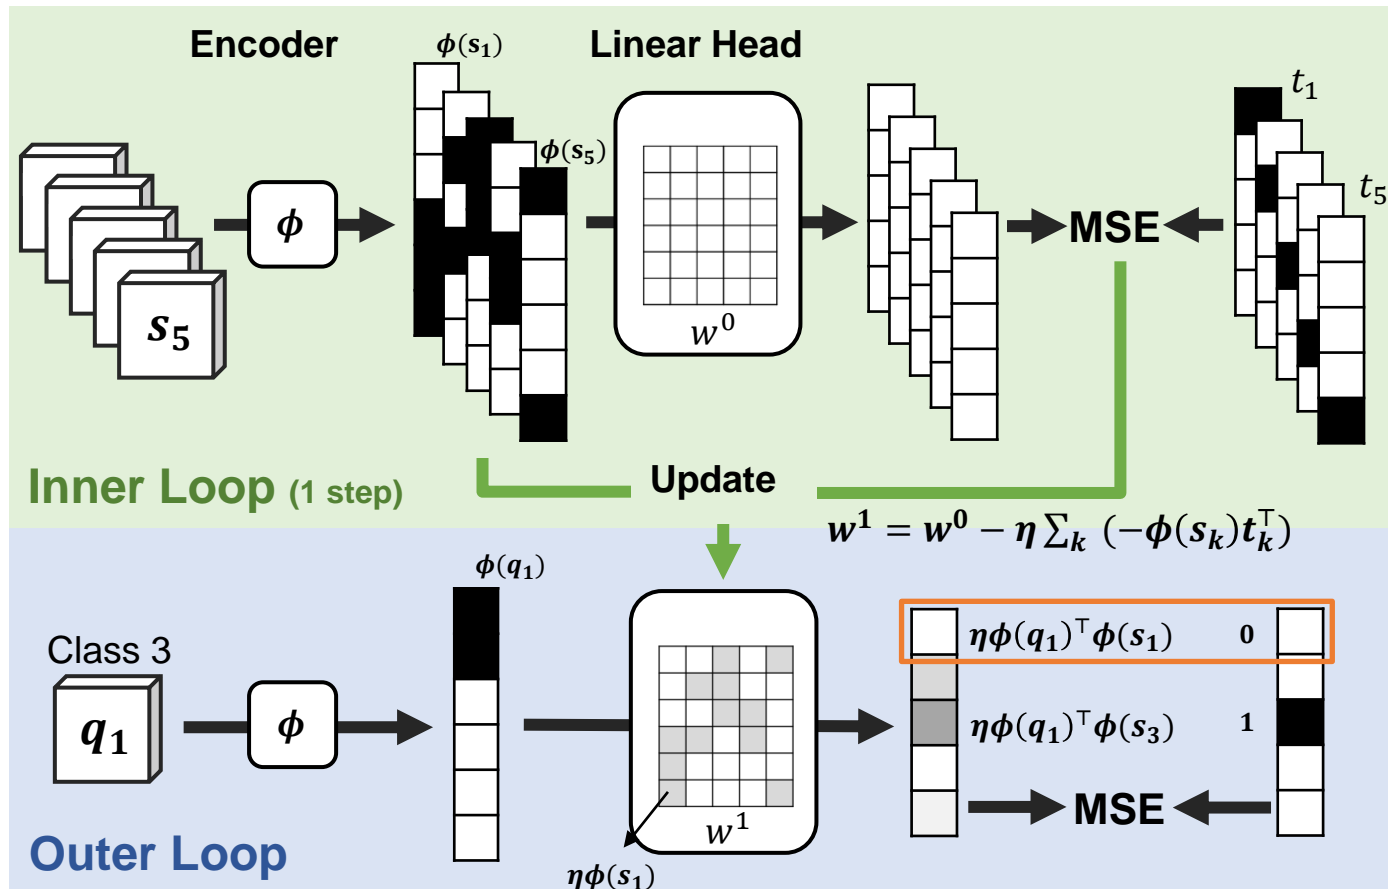 Encoder
Linear Head
ϕ(s₁)
ϕ(s₅)
t₁
t₅
ϕ
s₅
w⁰
MSE
Inner Loop (1 step)
Update
w¹ = w⁰ − η ∑ₖ (−ϕ(sₖ)tₖ^⊤)
ϕ(q₁)
Class 3
q₁
ϕ
ηϕ(q₁)^⊤ϕ(s₁) 0
ηϕ(q₁)^⊤ϕ(s₃) 1
MSE
w¹
Outer Loop
ηϕ(s₁)